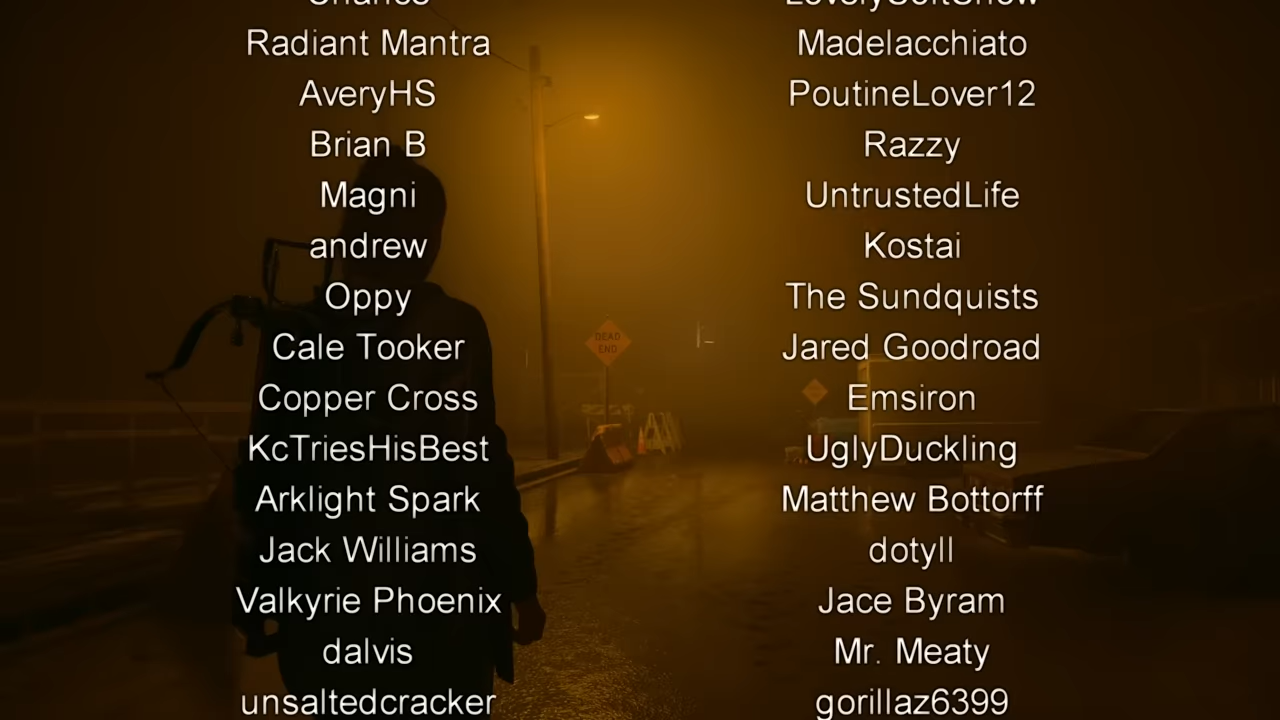 Radiant Mantra
AveryHS
Brian B
Magni
andrew
Oppy
Cale Tooker
Copper Cross
KcTriesHisBest
Arklight Spark
Jack Williams
Valkyrie Phoenix
dalvis
unsaltedcracker
Madelacchiato
PoutineLover12
Razzy
UntrustedLife
Kostai
The Sundquists
Jared Goodroad
Emsiron
UglyDuckling
Matthew Bottorff
dotyll
Jace Byram
Mr. Meaty
gorillaz6399
DEAD
END